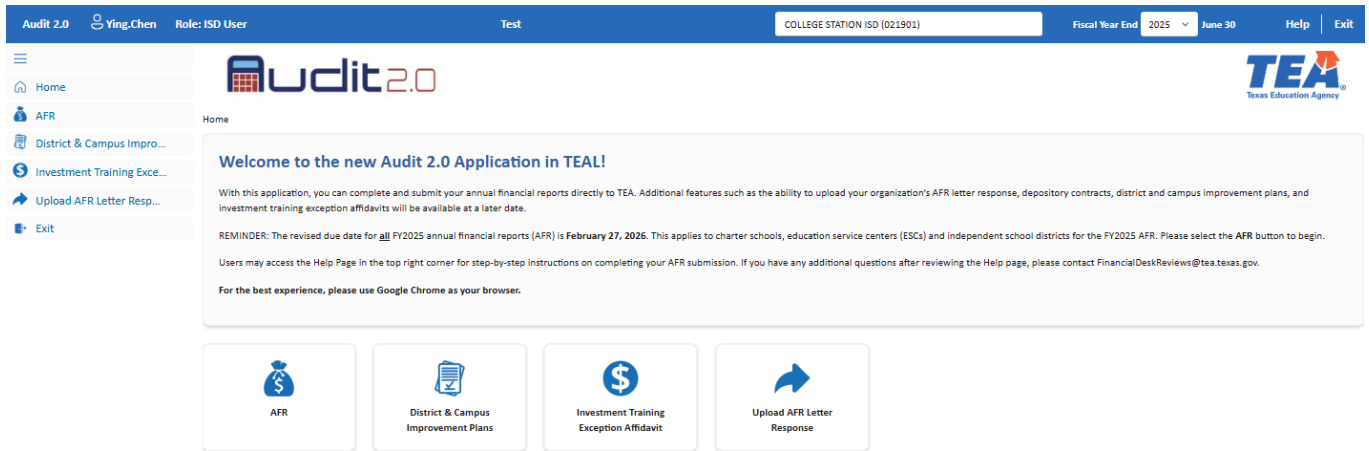 Audit 2.0 Ying.Chen Role: ISD User Test COLLEGE STATION ISD (021901) Fiscal Year End 2025 June 30 Help Exit
Home
AFR
District & Campus Impro...
Investment Training Exce...
Upload AFR Letter Resp...
Exit
Audit 2.0
TEA
Texas Education Agency
Home
Welcome to the new Audit 2.0 Application in TEAL!
With this application, you can complete and submit your annual financial reports directly to TEA. Additional features such as the ability to upload your organization's AFR letter response, depository contracts, district and campus improvement plans, and
investment training exception affidavits will be available at a later date.
REMINDER: The revised due date for all FY2025 annual financial reports (AFR) is February 27, 2026. This applies to charter schools, education service centers (ESCs) and independent school districts for the FY2025 AFR. Please select the AFR button to begin.
Users may access the Help Page in the top right corner for step-by-step instructions on completing your AFR submission. If you have any additional questions after reviewing the Help page, please contact FinancialDeskReviews@tea.texas.gov.
For the best experience, please use Google Chrome as your browser.
AFR
District & Campus
Improvement Plans
Investment Training
Exception Affidavit
Upload AFR Letter
Response